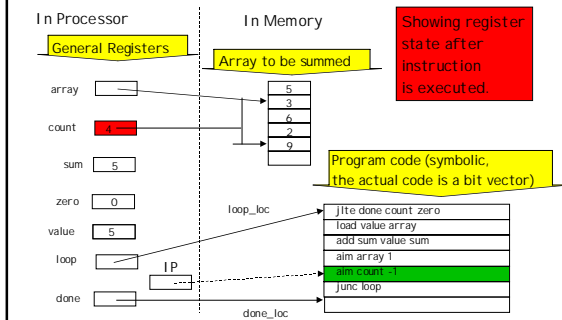 In Processor
In Memory
Showing register
state after
instruction
is executed.
General Registers
Array to be summed
array
5
3
6
2
9
count
4
sum
5
Program code (symbolic,
the actual code is a bit vector)
zero
0
value
5
loop
loop_loc
jlte done count zero
load value array
add sum value sum
aim array 1
aim count -1
junc loop
IP
done
done_loc